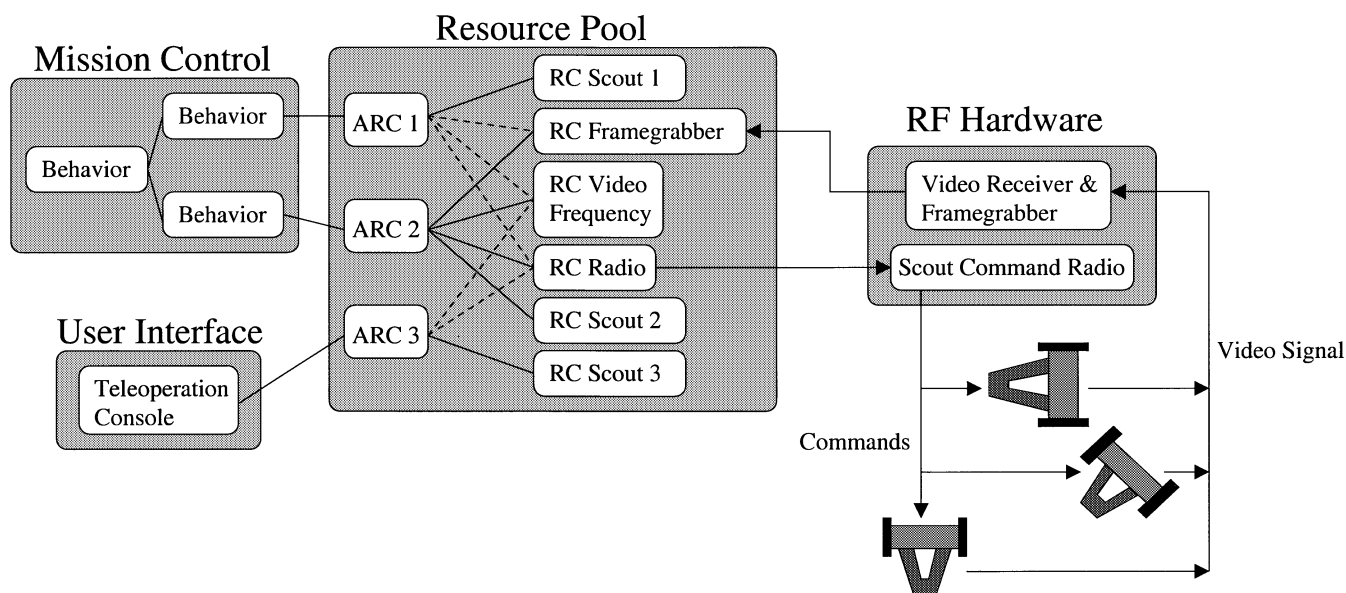 Mission Control
Behavior
Behavior
Behavior
User Interface
Teleoperation
Console
Resource Pool
ARC 1
ARC 2
ARC 3
RC Scout 1
RC Framegrabber
RC Video
Frequency
RC Radio
RC Scout 2
RC Scout 3
RF Hardware
Video Receiver &
Framegrabber
Scout Command Radio
Video Signal
Commands